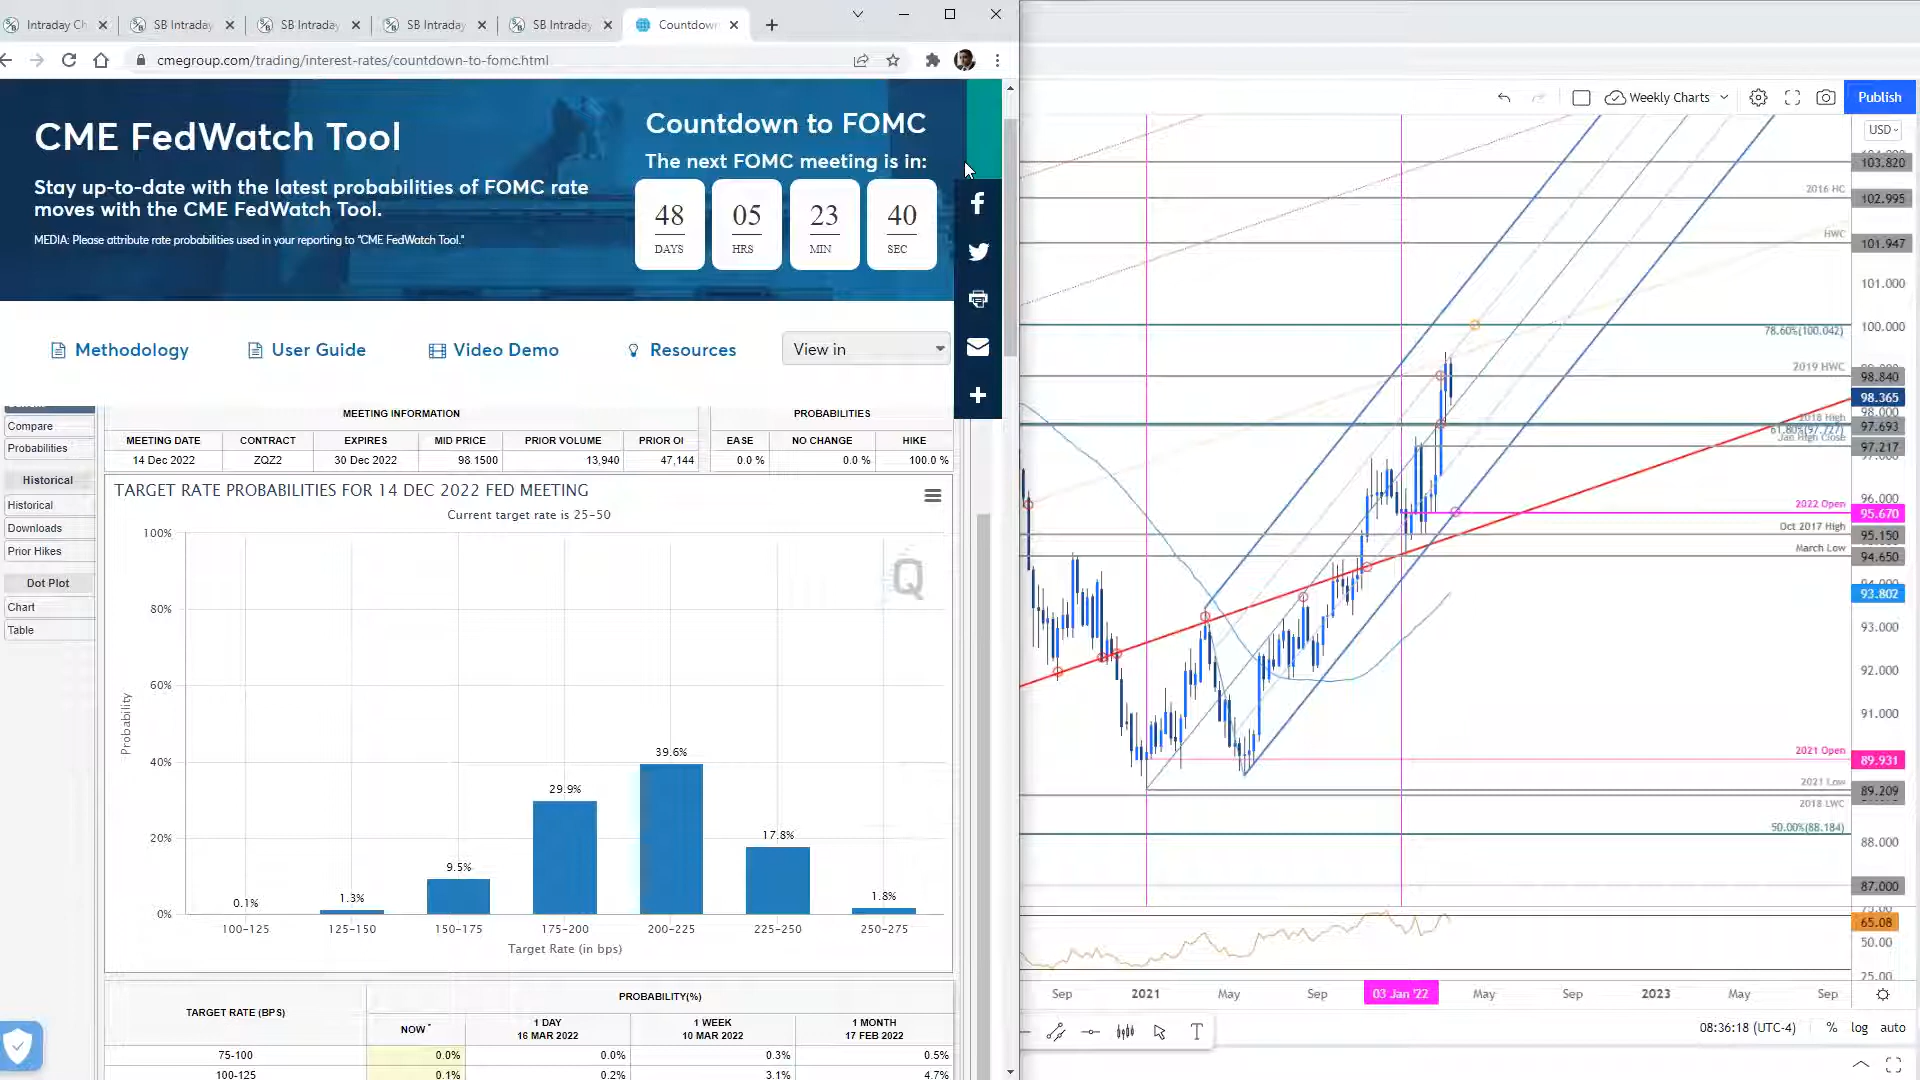 Intraday Ch
SB Intraday
SB Intraday
SB Intraday
SB Intraday
Countdown
cmegroup.com/trading/interest-rates/countdown-to-fomc.html
CME FedWatch Tool
Stay up-to-date with the latest probabilities of FOMC rate
moves with the CME FedWatch Tool.
MEDIA: Please attribute rate probabilities used in your reporting to "CME FedWatch Tool."
Countdown to FOMC
The next FOMC meeting is in:
48 05 23 40
DAYS HRS MIN SEC
Methodology
User Guide
Video Demo
Resources
View in
Compare
Probabilities
Historical
Historical
Downloads
Prior Hikes
Dot Plot
Chart
Table
MEETING INFORMATION PROBABILITIES
MEETING DATE CONTRACT EXPIRES MID PRICE PRIOR VOLUME PRIOR OI EASE NO CHANGE HIKE
14 Dec 2022 ZQZ2 30 Dec 2022 98.1500 13,940 47,144 0.0 % 0.0 % 100.0 %
TARGET RATE PROBABILITIES FOR 14 DEC 2022 FED MEETING
Current target rate is 25-50
Q
Probability
100%
80%
60%
40%
20%
0%
0.1%
1.3%
9.5%
29.9%
39.6%
17.8%
1.8%
100-125 125-150 150-175 175-200 200-225 225-250 250-275
Target Rate (in bps)
TARGET RATE (BPS) PROBABILITY(%)
NOW * 1 DAY 1 WEEK 1 MONTH
16 MAR 2022 10 MAR 2022 17 FEB 2022
75-100 0.0% 0.0% 0.3% 0.5%
100-125 0.1% 0.2% 3.1% 4.7%
Weekly Charts
Publish
USD
103.820
2016 HC
102.995
HWC
101.947
101.000
100.000
78.60%(100.042)
2019 HWC
98.840
98.365
98.000
2018 High
97.693
61.80%(97.727)
Jan High Close
97.217
97.000
96.000
2022 Open
95.670
Oct 2017 High
95.150
March Low
94.650
94.000
93.802
93.000
92.000
91.000
2021 Open
89.931
2021 Low
89.209
2018 LWC
50.00%(88.184)
88.000
87.000
65.08
50.00
25.00
Sep 2021 May Sep 03 Jan '22 May Sep 2023 May Sep
T
08:36:18 (UTC-4)
% log auto